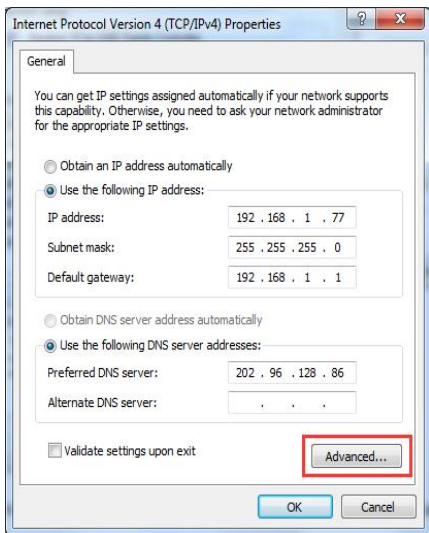 Internet Protocol Version 4 (TCP/IPv4) Properties
General
You can get IP settings assigned automatically if your network supports
this capability. Otherwise, you need to ask your network administrator
for the appropriate IP settings.
Obtain an IP address automatically
Use the following IP address:
IP address: 192 . 168 . 1 . 77
Subnet mask: 255 . 255 . 255 . 0
Default gateway: 192 . 168 . 1 . 1
Obtain DNS server address automatically
Use the following DNS server addresses:
Preferred DNS server: 202 . 96 . 128 . 86
Alternate DNS server: . . .
Validate settings upon exit
Advanced...
OK Cancel